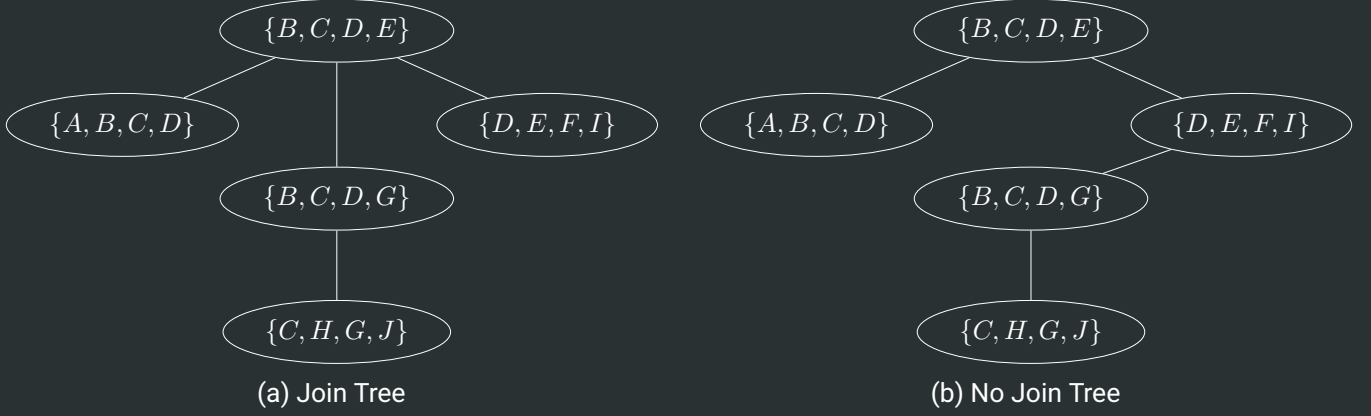 {B, C, D, E}
{A, B, C, D}
{D, E, F, I}
{B, C, D, G}
{C, H, G, J}
(a) Join Tree
{B, C, D, E}
{A, B, C, D}
{D, E, F, I}
{B, C, D, G}
{C, H, G, J}
(b) No Join Tree